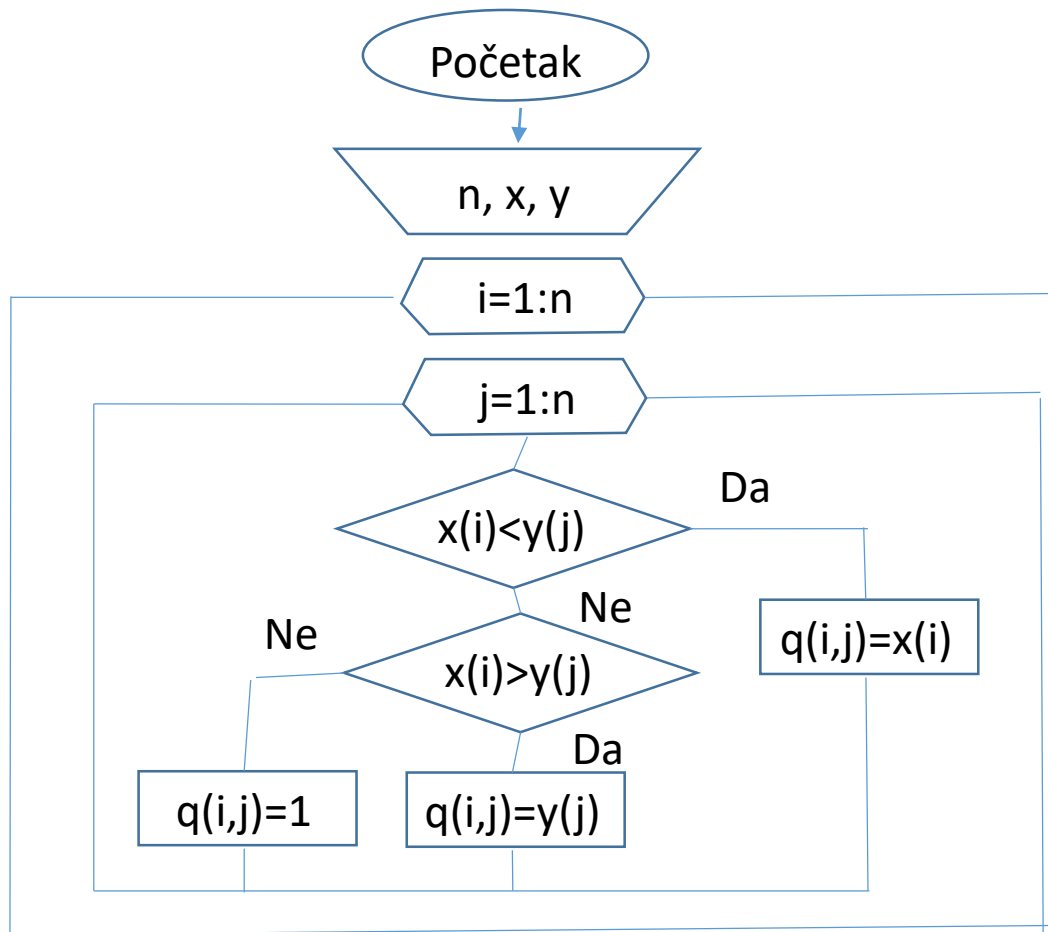 Početak
n, x, y
i=1:n
j=1:n
Da
x(i)<y(j)
Ne
Ne
q(i,j)=x(i)
x(i)>y(j)
Da
q(i,j)=1
q(i,j)=y(j)